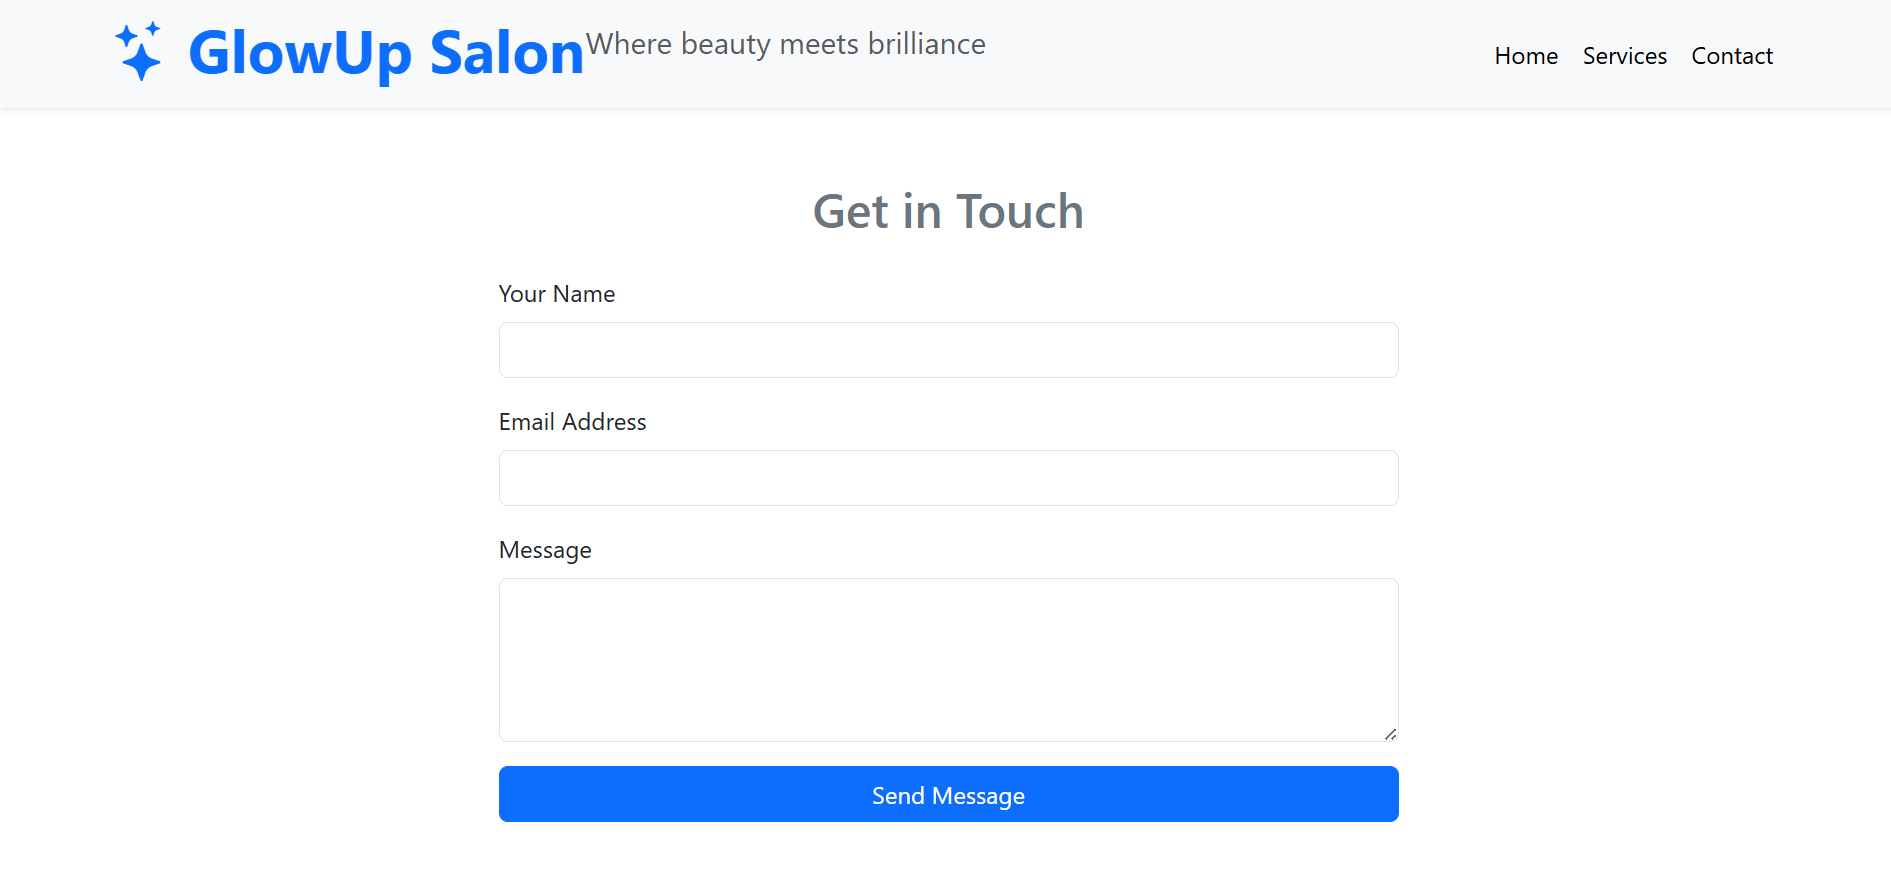 GlowUp Salon Where beauty meets brilliance
Home Services Contact
Get in Touch
Your Name
Email Address
Message
Send Message